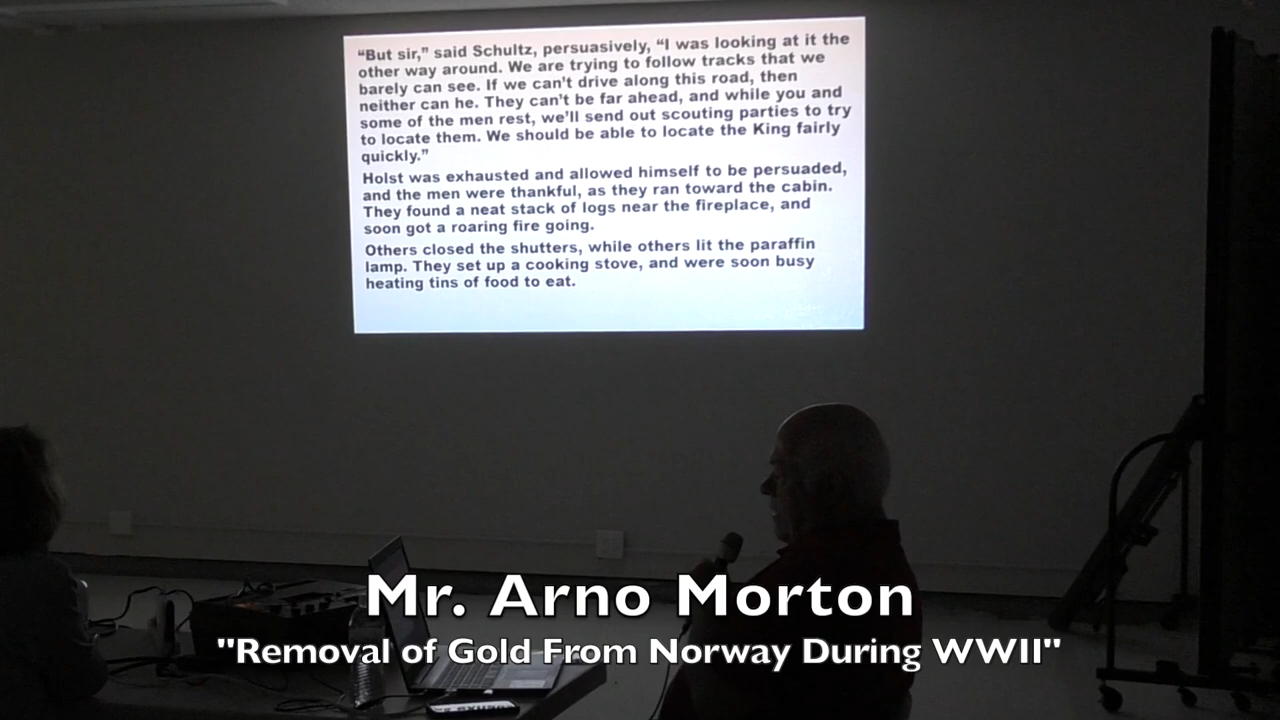 “But sir,” said Schultz, persuasively, “I was looking at it the
other way around. We are trying to follow tracks that we
barely can see. If we can’t drive along this road, then
neither can he. They can’t be far ahead, and while you and
some of the men rest, we’ll send out scouting parties to try
to locate them. We should be able to locate the King fairly
quickly.”
Holst was exhausted and allowed himself to be persuaded,
and the men were thankful, as they ran toward the cabin.
They found a neat stack of logs near the fireplace, and
soon got a roaring fire going.
Others closed the shutters, while others lit the paraffin
lamp. They set up a cooking stove, and were soon busy
heating tins of food to eat.
Mr. Arno Morton
"Removal of Gold From Norway During WWII"